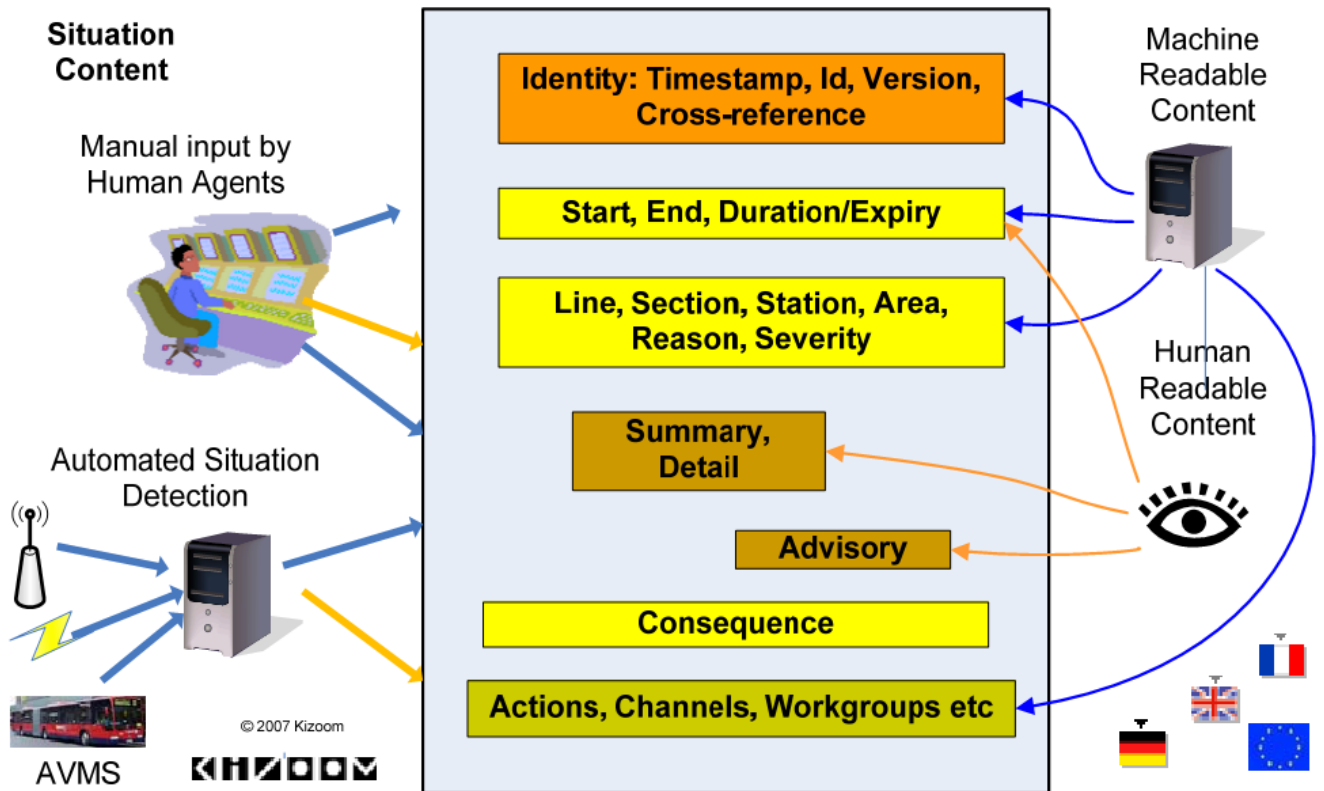 Situation
Content
Manual input by
Human Agents
Automated Situation
Detection
AVMS
© 2007 Kizoom
KIZOOM
Identity: Timestamp, Id, Version,
Cross-reference
Start, End, Duration/Expiry
Line, Section, Station, Area,
Reason, Severity
Summary,
Detail
Advisory
Consequence
Actions, Channels, Workgroups etc
Machine
Readable
Content
Human
Readable
Content